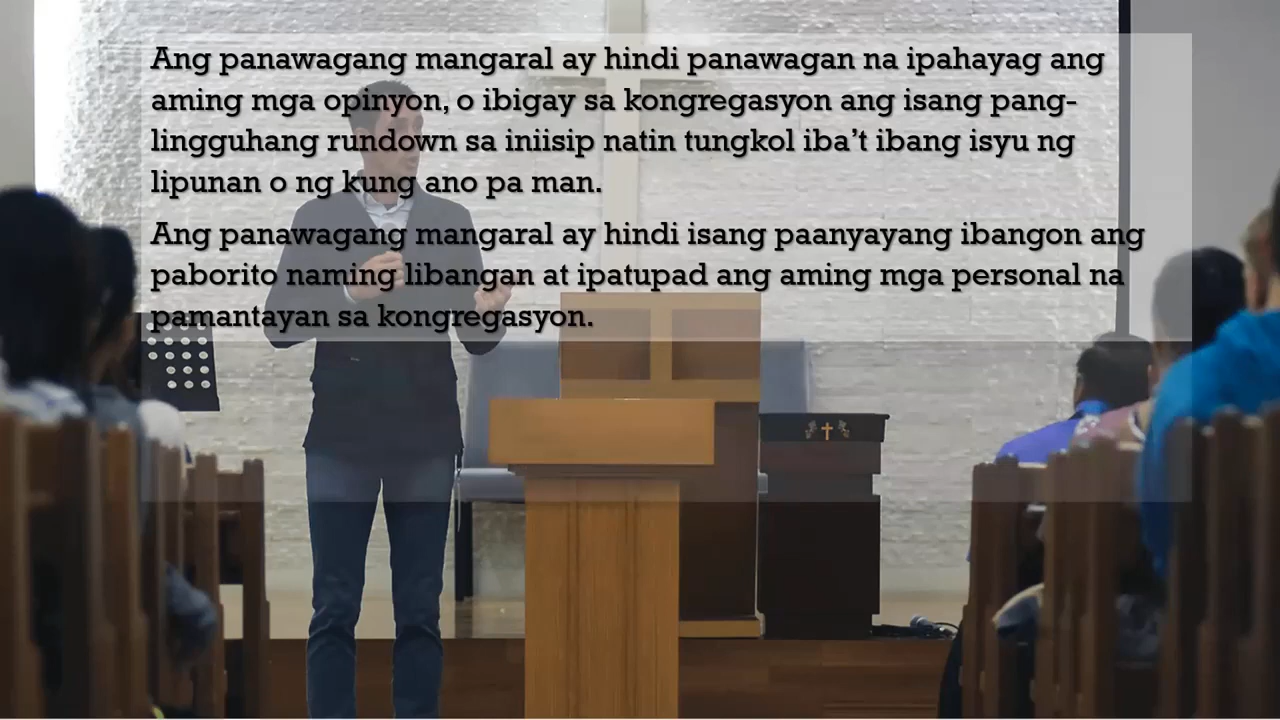 Ang panawagang mangaral ay hindi panawagan na ipahayag ang
aming mga opinyon, o ibigay sa kongregasyon ang isang pang-
lingguhang rundown sa iniisip natin tungkol iba’t ibang isyu ng
lipunan o ng kung ano pa man.
Ang panawagang mangaral ay hindi isang paanyayang ibangon ang
paborito naming libangan at ipatupad ang aming mga personal na
pamantayan sa kongregasyon.